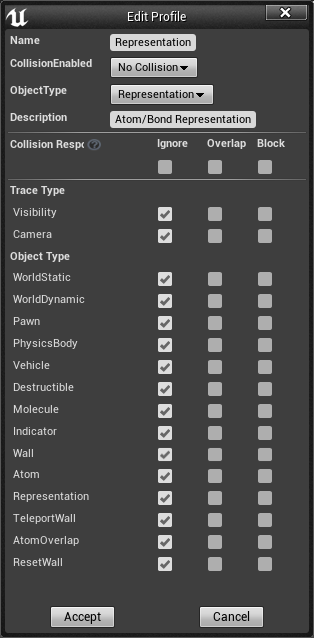 Edit Profile
Name Representation
CollisionEnabled No Collision
ObjectType Representation
Description Atom/Bond Representation
Collision Respo ? Ignore Overlap Block
Trace Type
Visibility
Camera
Object Type
WorldStatic
WorldDynamic
Pawn
PhysicsBody
Vehicle
Destructible
Molecule
Indicator
Wall
Atom
Representation
TeleportWall
AtomOverlap
ResetWall
Accept Cancel